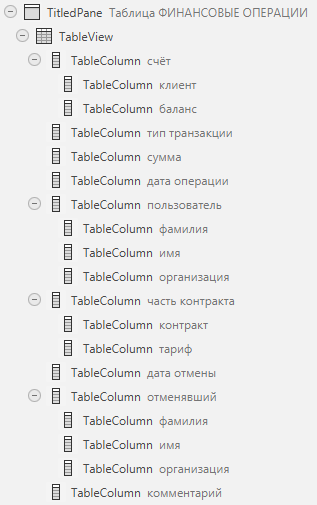 TitledPane Таблица ФИНАНСОВЫЕ ОПЕРАЦИИ
TableView
TableColumn счёт
TableColumn клиент
TableColumn баланс
TableColumn тип транзакции
TableColumn сумма
TableColumn дата операции
TableColumn пользователь
TableColumn фамилия
TableColumn имя
TableColumn организация
TableColumn часть контракта
TableColumn контракт
TableColumn тариф
TableColumn дата отмены
TableColumn отменявший
TableColumn фамилия
TableColumn имя
TableColumn организация
TableColumn комментарий